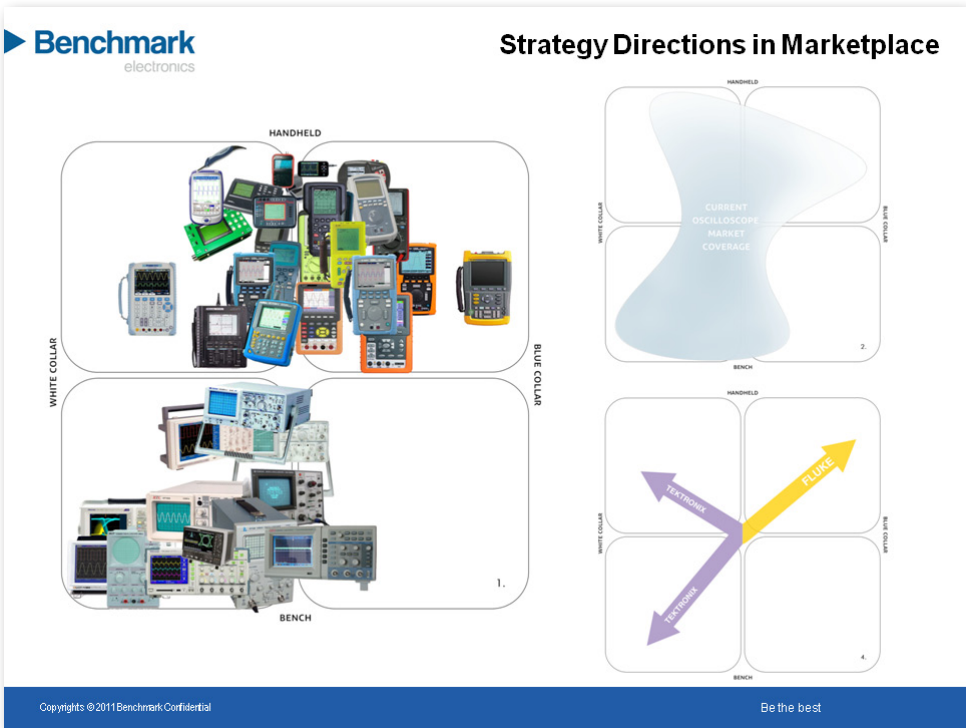 Benchmark
electronics
Strategy Directions in Marketplace
HANDHELD
WHITE COLLAR
BLUE COLLAR
1.
BENCH
HANDHELD
WHITE COLLAR
CURRENT
OSCILLOSCOPE
MARKET
COVERAGE
BLUE COLLAR
2.
BENCH
HANDHELD
FLUKE
TEKTRONIX
WHITE COLLAR
BLUE COLLAR
TEKTRONIX
4.
BENCH
Copyrights © 2011 Benchmark Confidential
Be the best